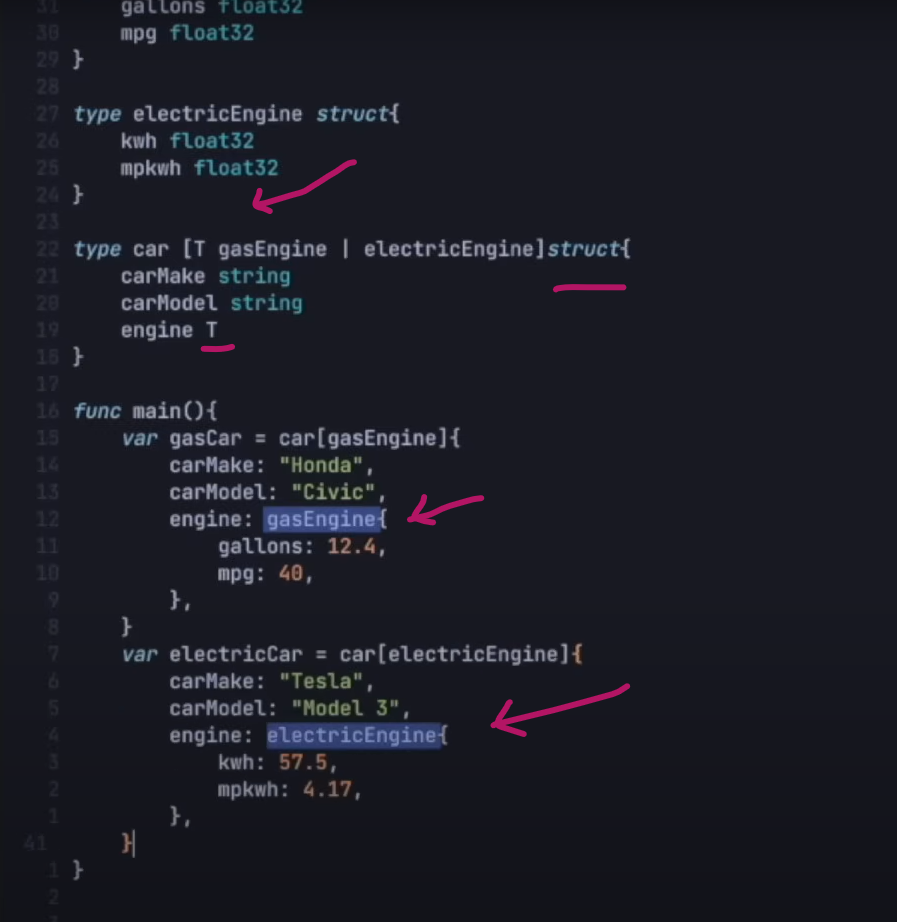 31 gallons float32
30 mpg float32
29 }
28
27 type electricEngine struct{
26 kwh float32
25 mpkwh float32
24 }
23
22 type car [T gasEngine | electricEngine]struct{
21 carMake string
20 carModel string
19 engine T
18 }
17
16 func main(){
15 var gasCar = car[gasEngine]{
14 carMake: "Honda",
13 carModel: "Civic",
12 engine: gasEngine{
11 gallons: 12.4,
10 mpg: 40,
9 },
8 }
7 var electricCar = car[electricEngine]{
6 carMake: "Tesla",
5 carModel: "Model 3",
4 engine: electricEngine{
3 kwh: 57.5,
2 mpkwh: 4.17,
1 },
41 }
1 }
2